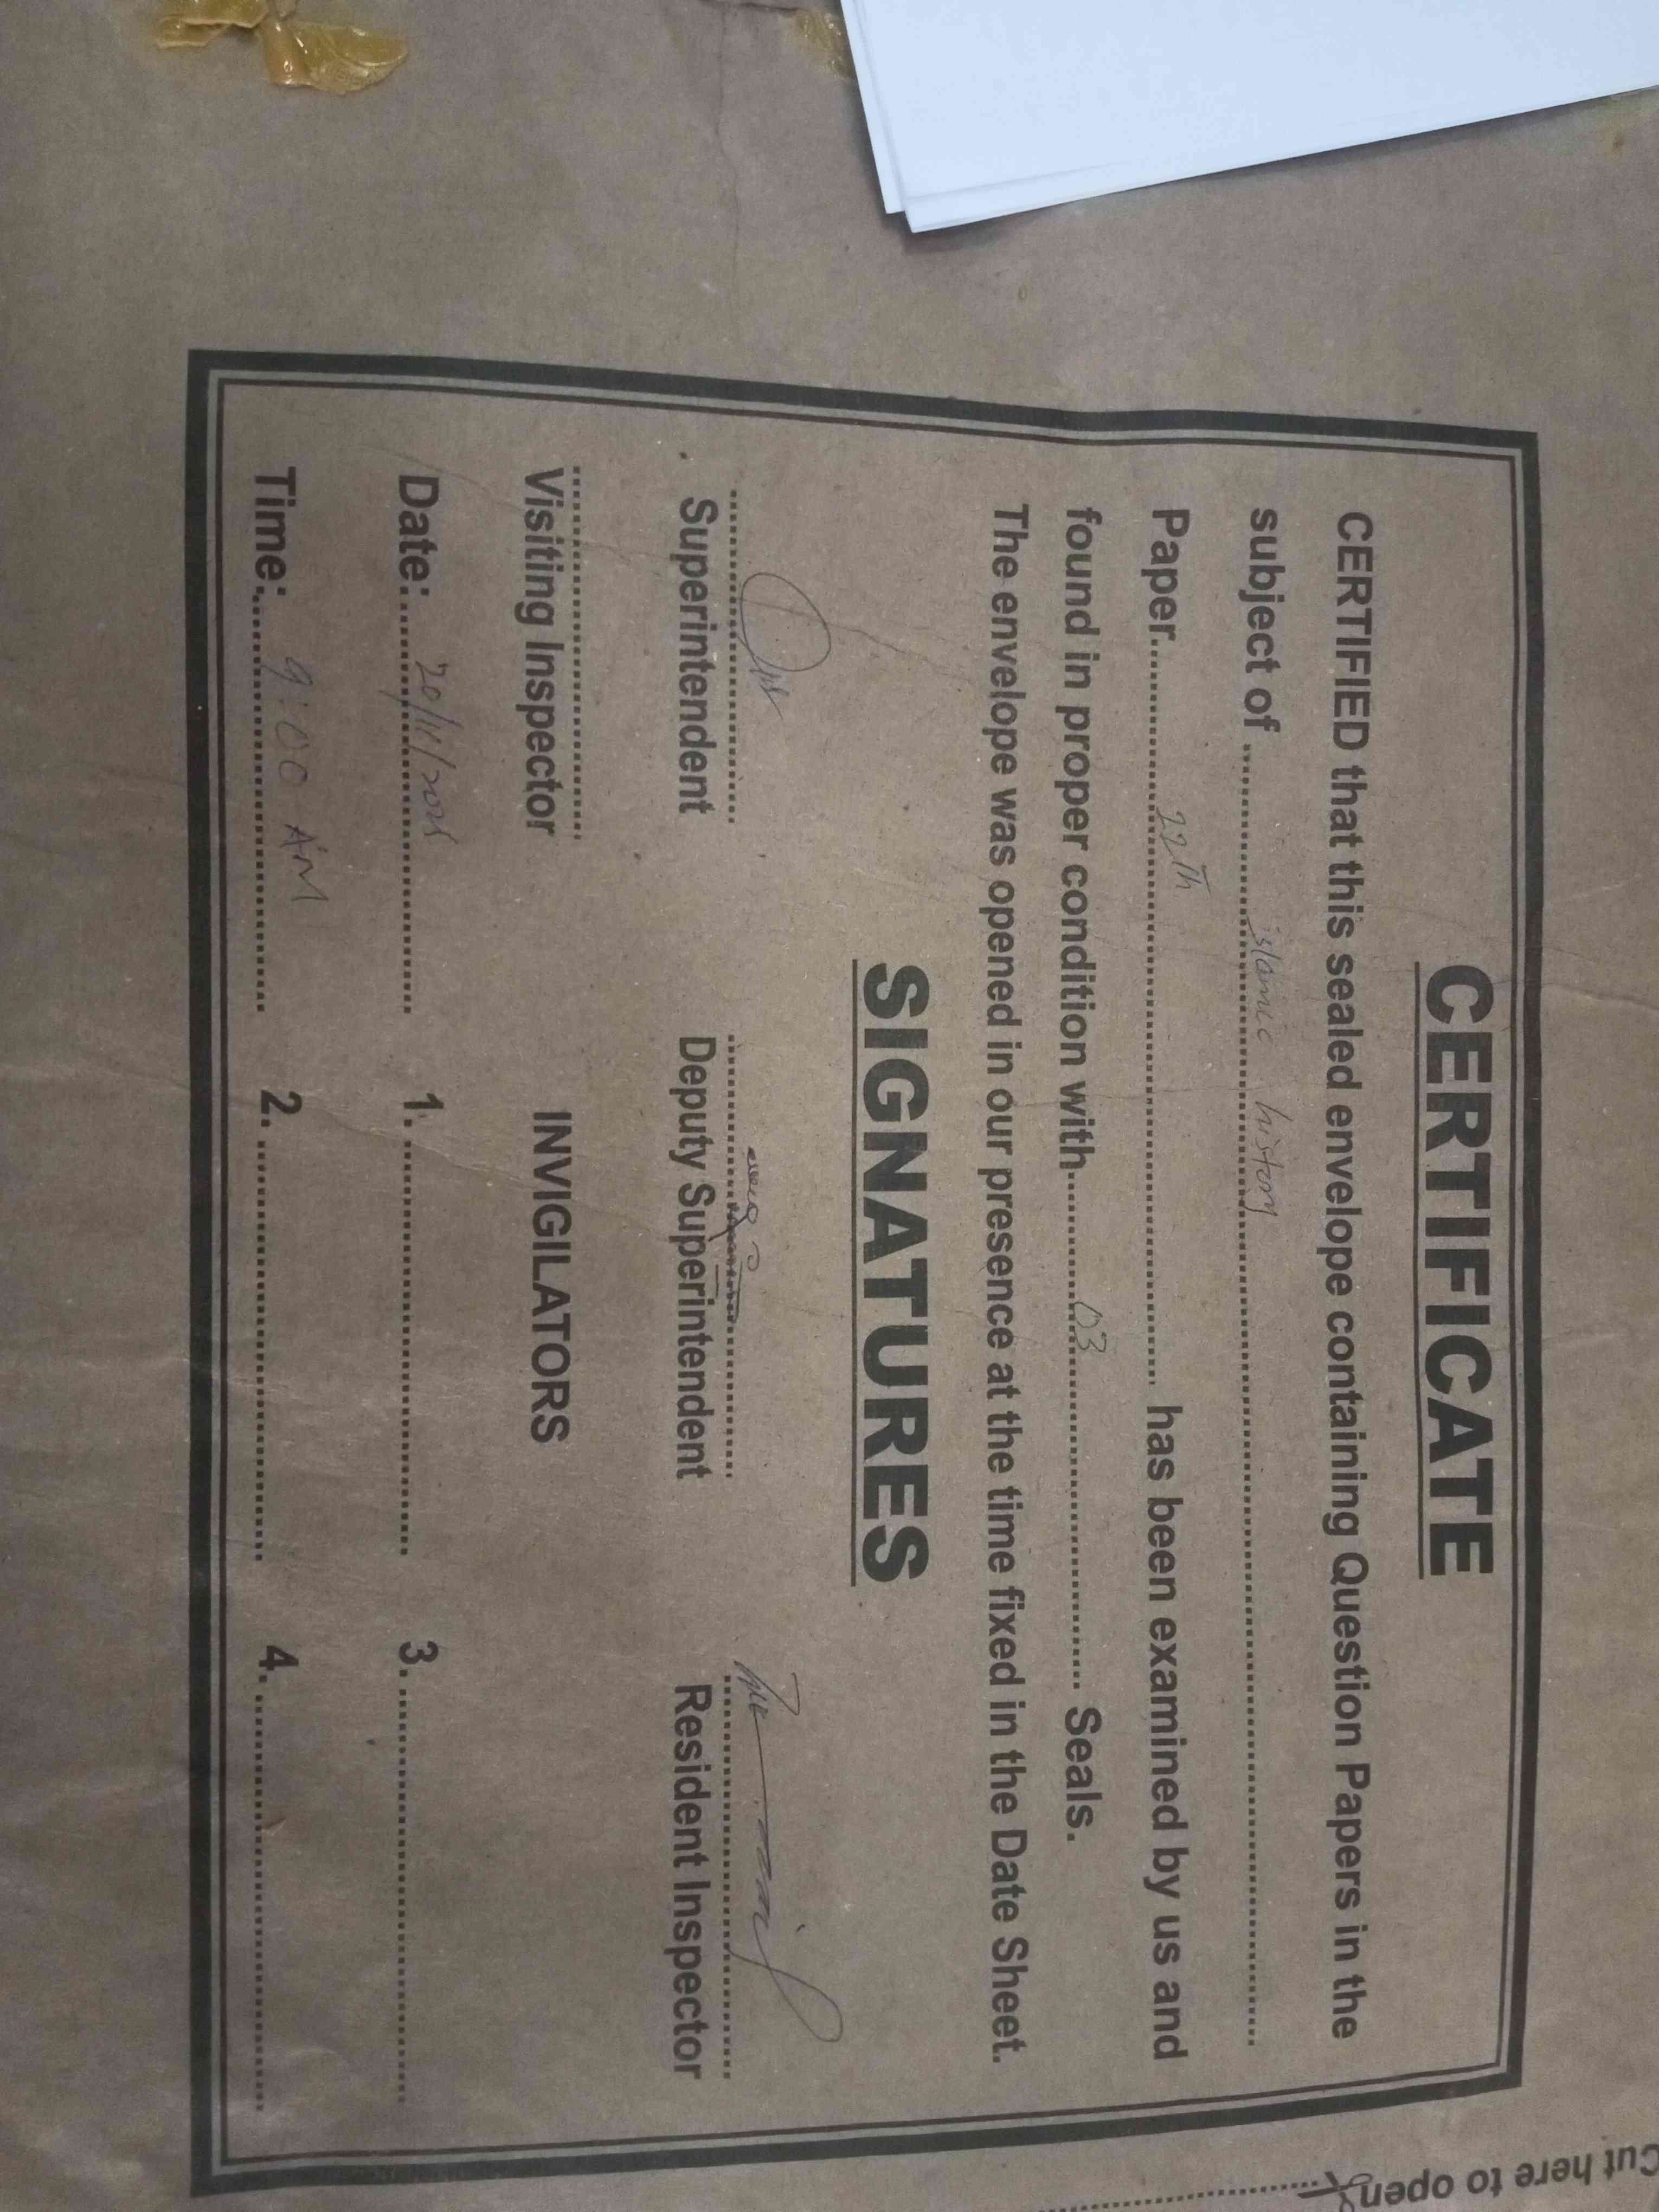 CERTIFICATE
CERTIFIED that this sealed envelope containing Question Papers in the
subject of ........ islamic history ........
Paper........ 22th ........ has been examined by us and
found in proper condition with........ 03 ........ Seals.
The envelope was opened in our presence at the time fixed in the Date Sheet.
SIGNATURES
Superintendent Deputy Superintendent Resident Inspector
Visiting Inspector INVIGILATORS
Date:........ 20/11/2025 ........ 1. ........ 3. ........
Time:........ 9:00 AM ........ 2. ........ 4. ........
Cut here to open